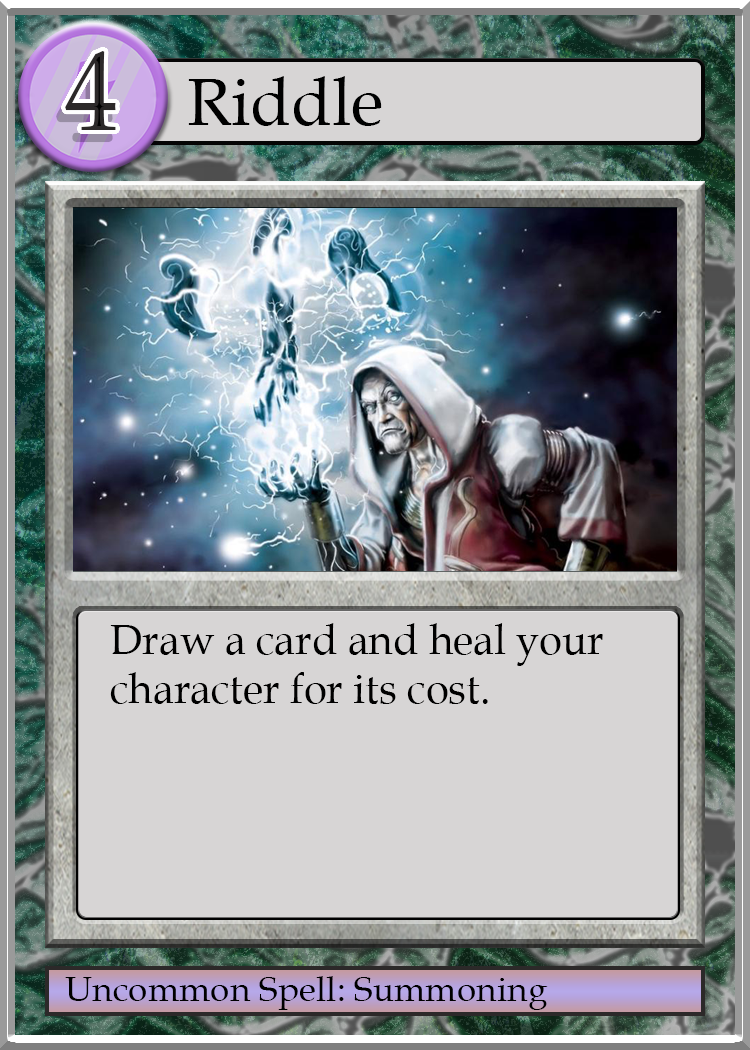 4
Riddle
Draw a card and heal your
character for its cost.
Uncommon Spell: Summoning